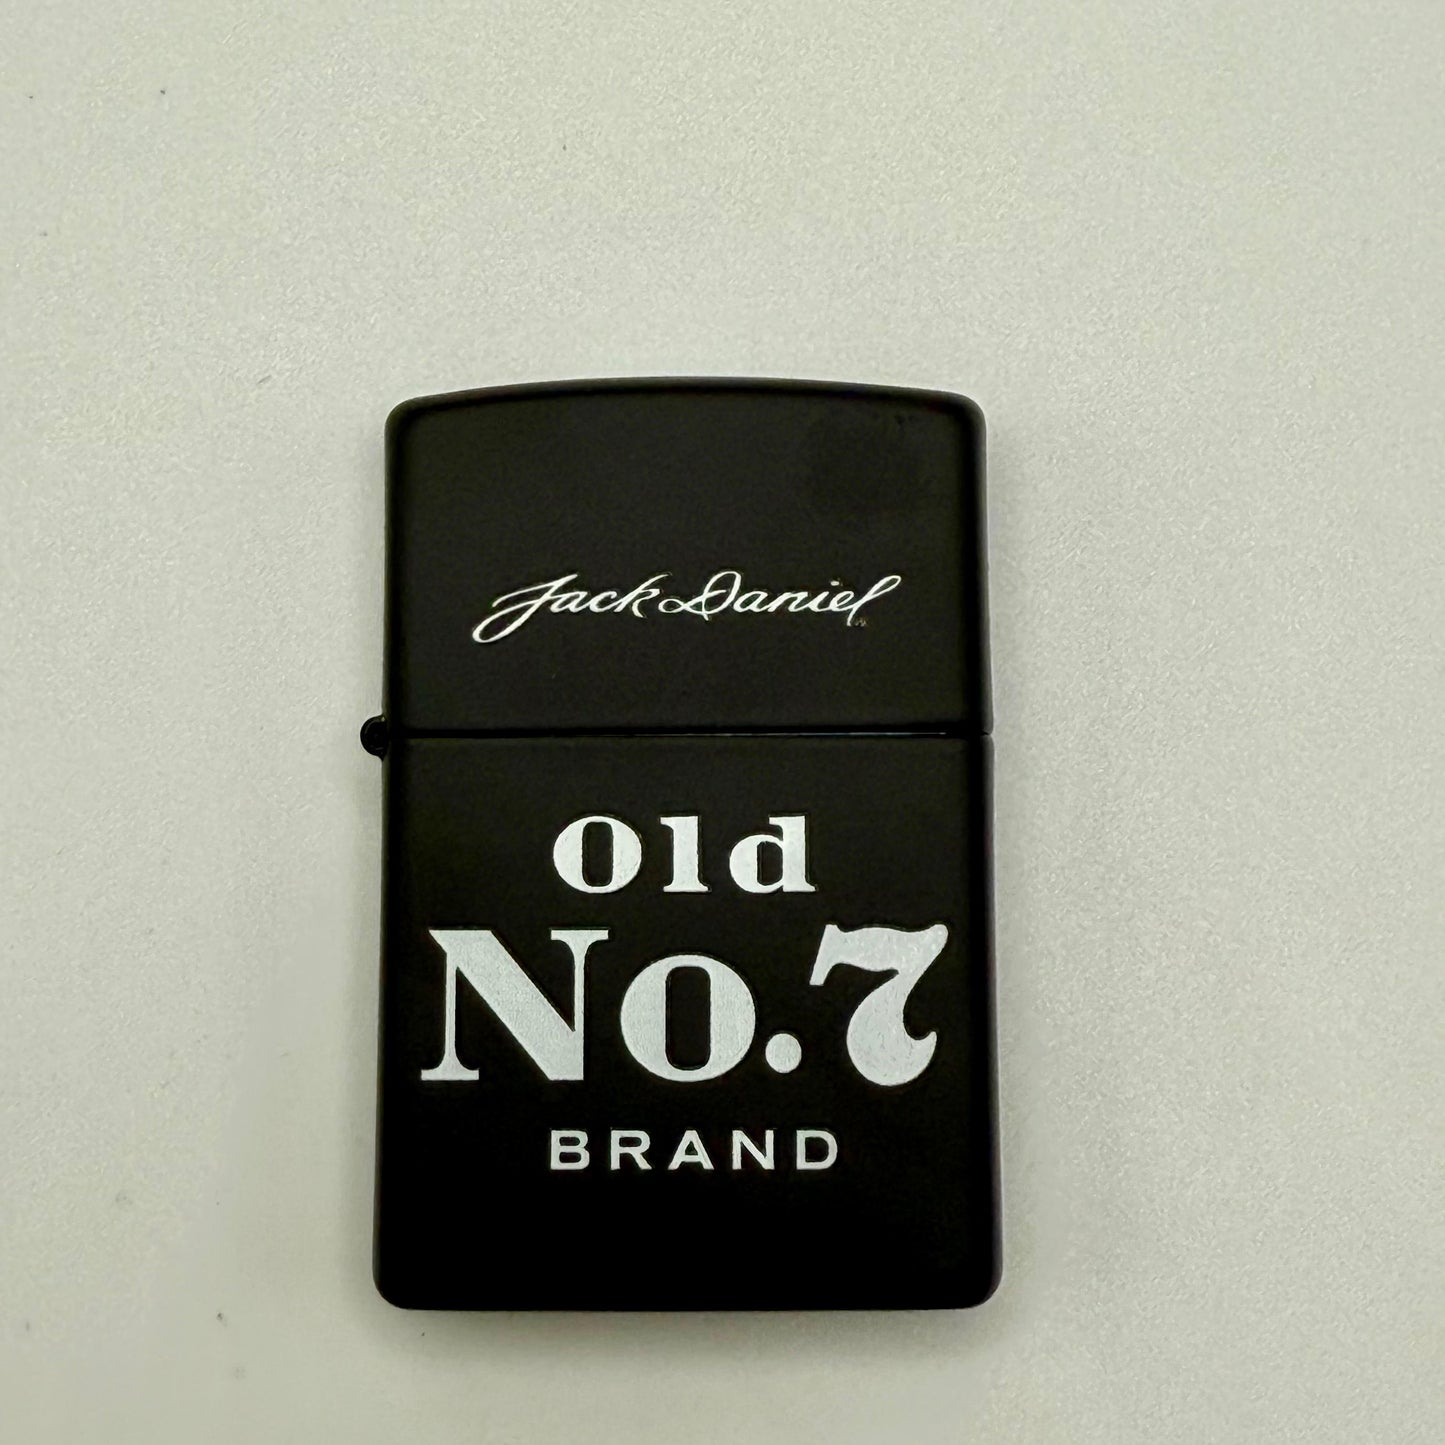 Jack Daniel
Old
No.7
BRAND